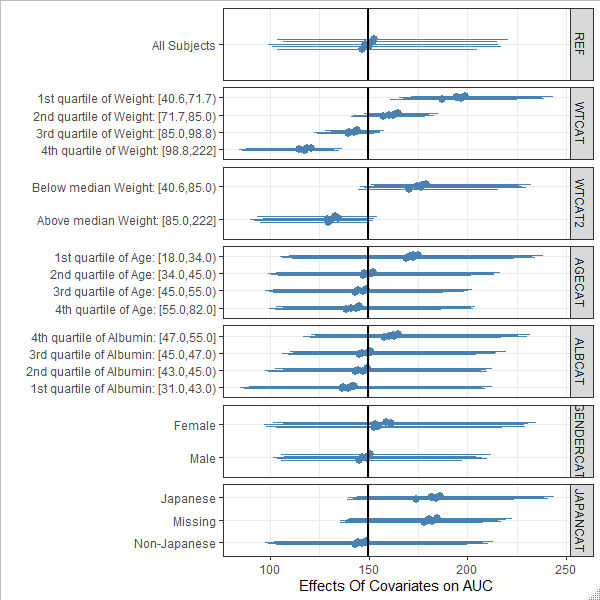 All Subjects
REF
1st quartile of Weight: [40.6,71.7)
2nd quartile of Weight: [71.7,85.0)
3rd quartile of Weight: [85.0,98.8)
4th quartile of Weight: [98.8,222]
WTCAT
Below median Weight: [40.6,85.0)
Above median Weight: [85.0,222]
WTCAT2
1st quartile of Age: [18.0,34.0)
2nd quartile of Age: [34.0,45.0)
3rd quartile of Age: [45.0,55.0)
4th quartile of Age: [55.0,82.0]
AGECAT
4th quartile of Albumin: [47.0,55.0]
3rd quartile of Albumin: [45.0,47.0)
2nd quartile of Albumin: [43.0,45.0)
1st quartile of Albumin: [31.0,43.0)
ALBCAT
Female
Male
GENDERCAT
Japanese
Missing
Non-Japanese
JAPANCAT
100 150 200 250
Effects Of Covariates on AUC